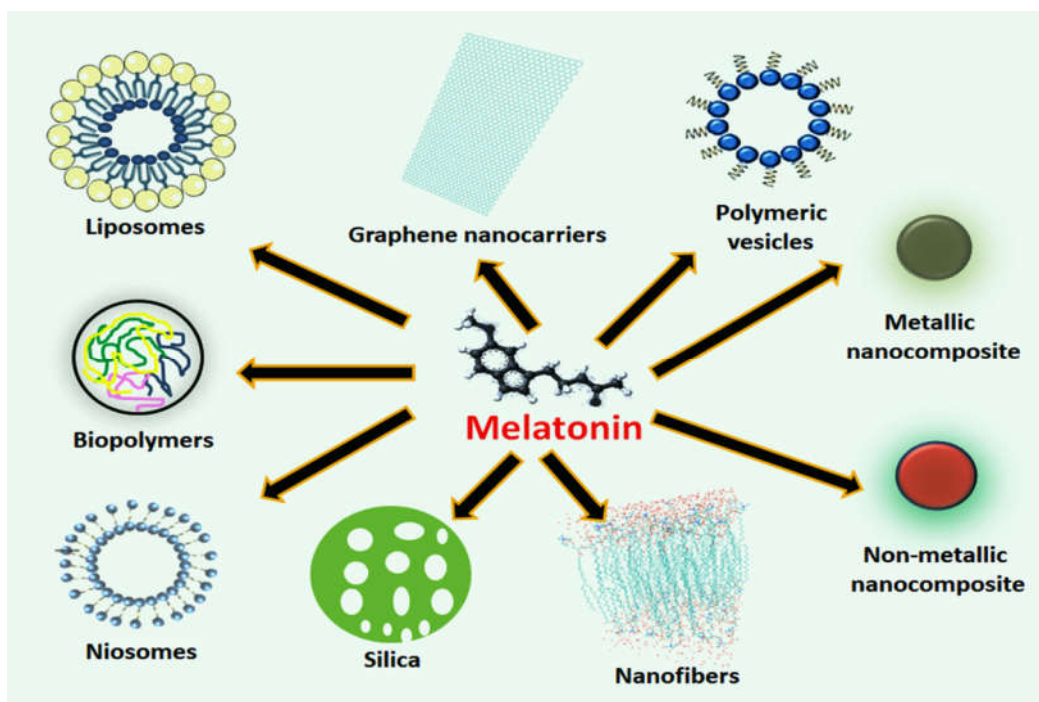 Liposomes
Graphene nanocarriers
Polymeric
vesicles
Metallic
nanocomposite
Biopolymers
Melatonin
Non-metallic
nanocomposite
Niosomes
Silica
Nanofibers